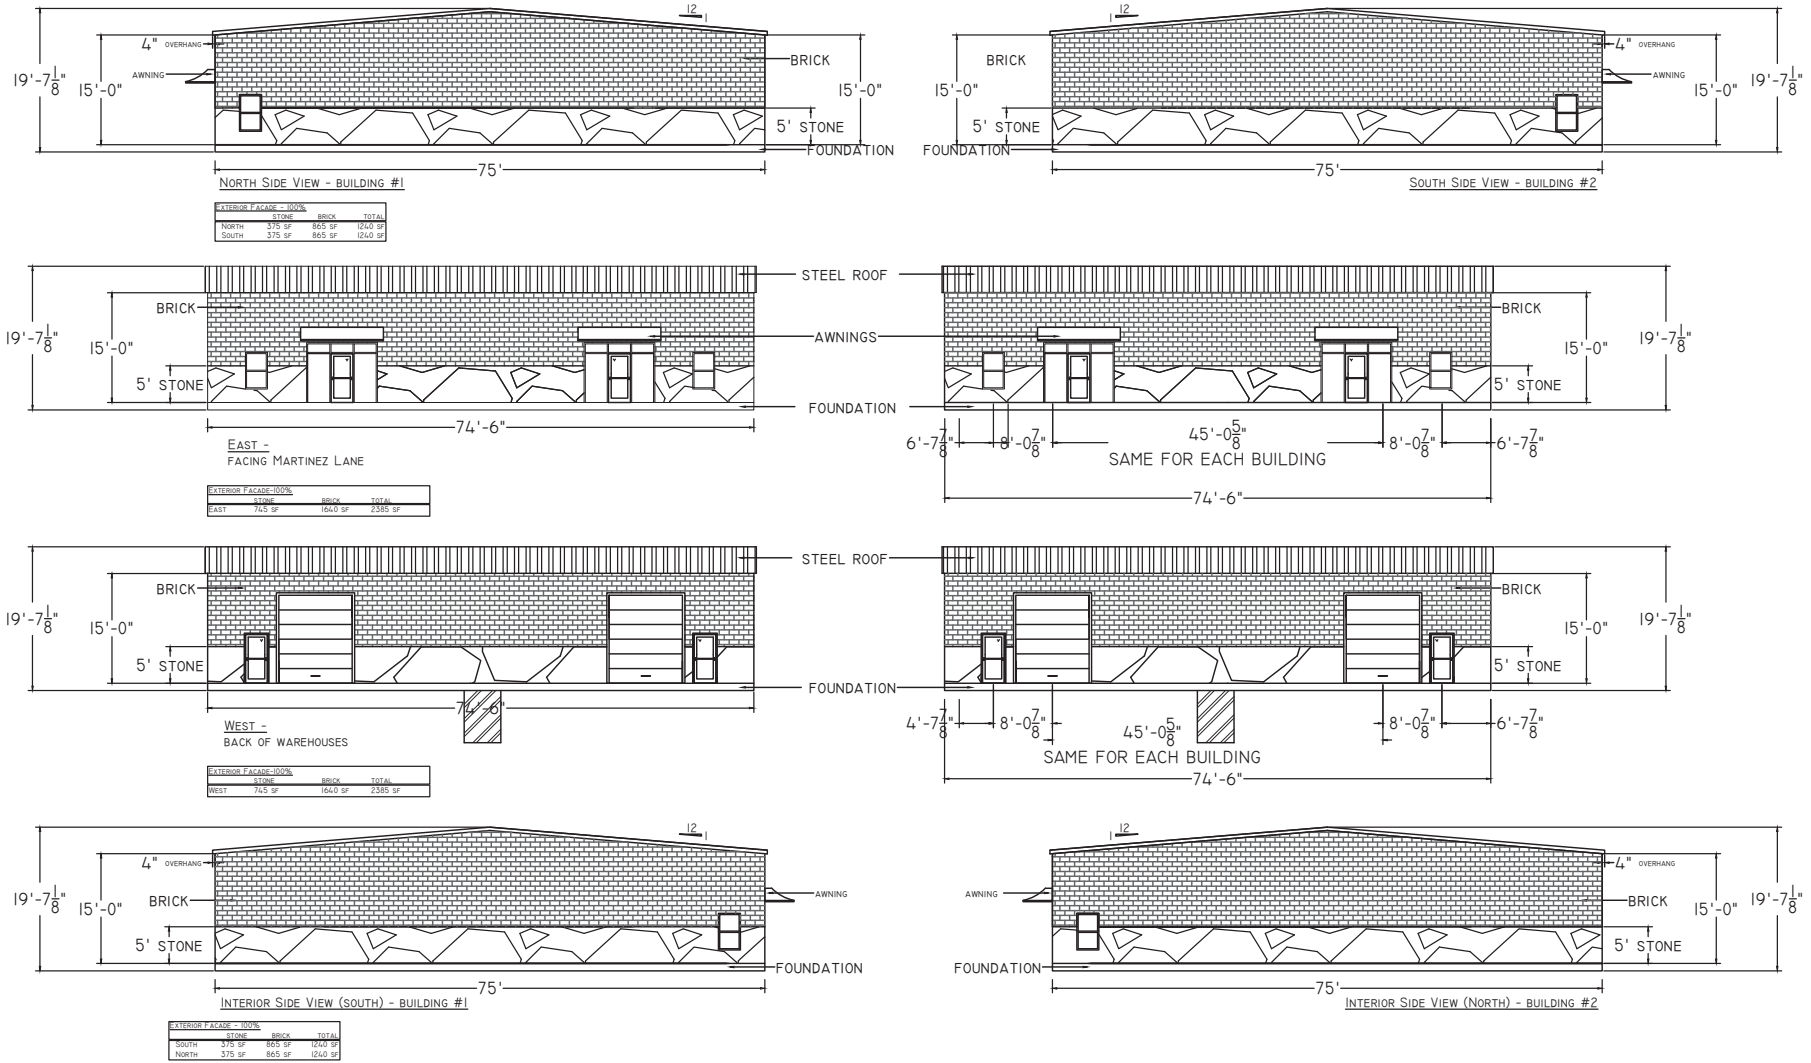 12
1
12
1
4" OVERHANG
4" OVERHANG
BRICK
BRICK
AWNING
AWNING
19'-7 1/8"
15'-0"
15'-0"
15'-0"
15'-0"
19'-7 1/8"
5' STONE
5' STONE
FOUNDATION
FOUNDATION
75'
75'
NORTH SIDE VIEW - BUILDING #1
SOUTH SIDE VIEW - BUILDING #2
EXTERIOR FACADE - 100%
STONE BRICK TOTAL
NORTH 375 SF 865 SF 1240 SF
SOUTH 375 SF 865 SF 1240 SF
STEEL ROOF
BRICK
BRICK
19'-7 1/8"
15'-0"
AWNINGS
15'-0"
19'-7 1/8"
5' STONE
5' STONE
FOUNDATION
74'-6"
6'-7 7/8"
8'-0 7/8"
45'-0 5/8"
8'-0 7/8"
6'-7 7/8"
EAST -
FACING MARTINEZ LANE
SAME FOR EACH BUILDING
74'-6"
EXTERIOR FACADE-100%
STONE BRICK TOTAL
EAST 745 SF 1640 SF 2385 SF
STEEL ROOF
BRICK
BRICK
19'-7 1/8"
15'-0"
15'-0"
19'-7 1/8"
5' STONE
5' STONE
FOUNDATION
74'-6"
4'-7 7/8"
8'-0 7/8"
45'-0 5/8"
8'-0 7/8"
6'-7 7/8"
WEST -
BACK OF WAREHOUSES
SAME FOR EACH BUILDING
74'-6"
EXTERIOR FACADE-100%
STONE BRICK TOTAL
WEST 745 SF 1640 SF 2385 SF
12
1
12
1
4" OVERHANG
4" OVERHANG
AWNING
AWNING
19'-7 1/8"
15'-0"
BRICK
BRICK
15'-0"
19'-7 1/8"
5' STONE
5' STONE
FOUNDATION
FOUNDATION
75'
75'
INTERIOR SIDE VIEW (SOUTH) - BUILDING #1
INTERIOR SIDE VIEW (NORTH) - BUILDING #2
EXTERIOR FACADE - 100%
STONE BRICK TOTAL
SOUTH 375 SF 865 SF 1240 SF
NORTH 375 SF 865 SF 1240 SF